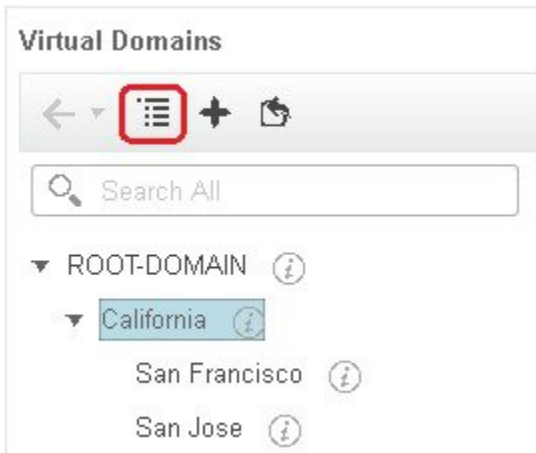 Virtual Domains
Search All
ROOT-DOMAIN
California
San Francisco
San Jose